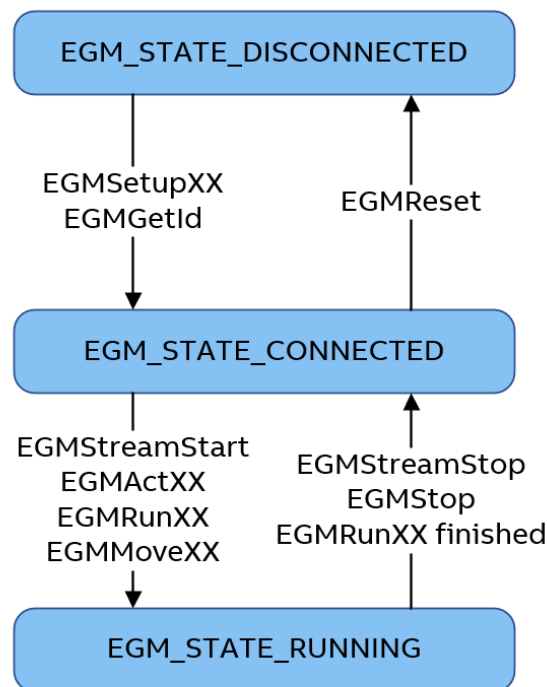 EGM_STATE_DISCONNECTED
EGMSetupXX
EGMGetId
EGMReset
EGM_STATE_CONNECTED
EGMStreamStart
EGMActXX
EGMRunXX
EGMMoveXX
EGMStreamStop
EGMStop
EGMRunXX finished
EGM_STATE_RUNNING